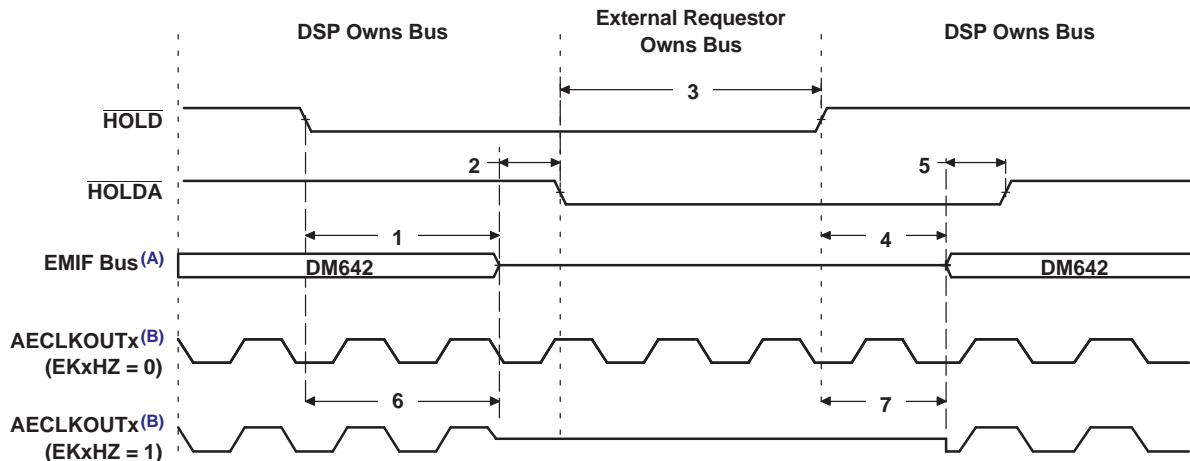 DSP Owns Bus
External Requestor
Owns Bus
DSP Owns Bus
3
HOLD
2
5
HOLDA
1
4
EMIF Bus(A)
DM642
DM642
AECLKOUTx(B)
(EKxHZ = 0)
6
7
AECLKOUTx(B)
(EKxHZ = 1)